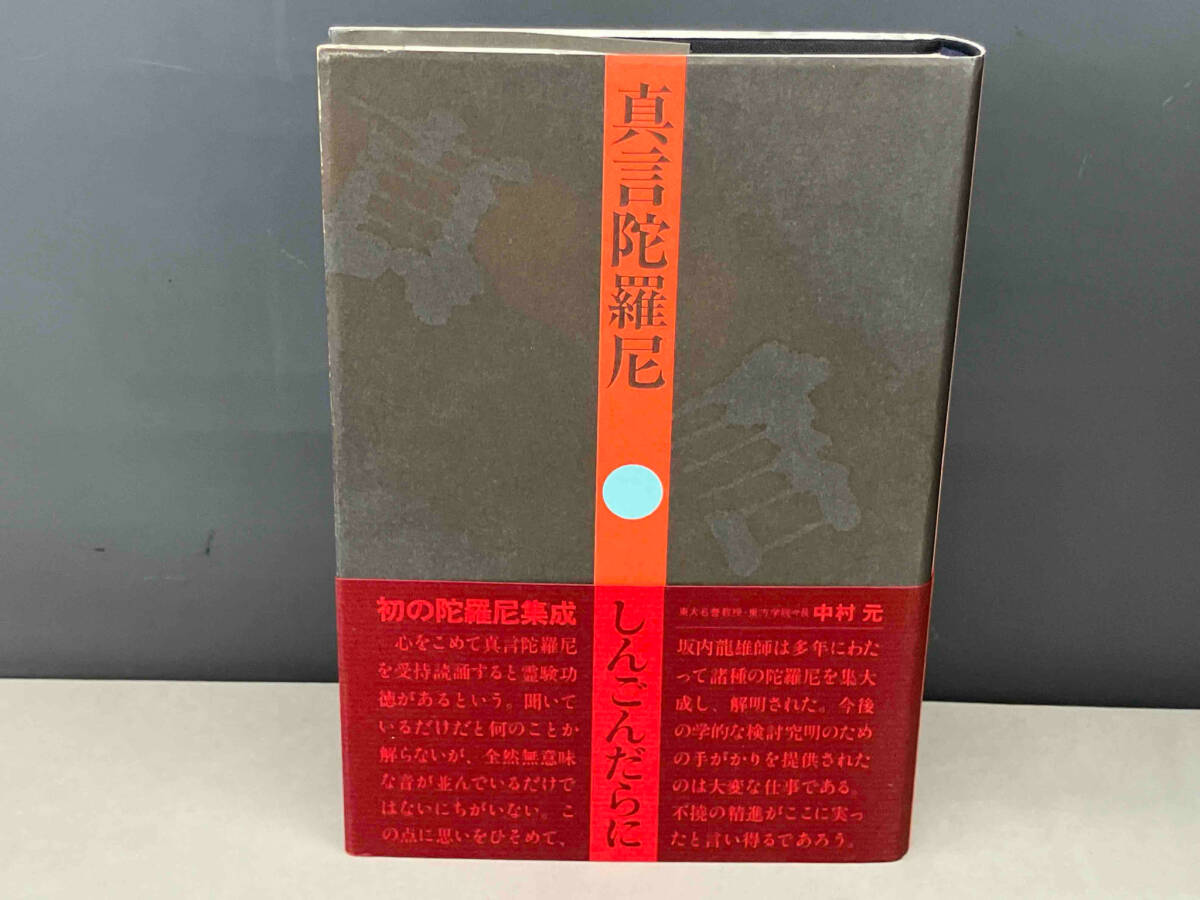 真言陀羅尼
しんごんだらに
初の陀羅尼集成
心をこめて真言陀羅尼
を受持読誦すると霊験功
徳があるという。聞いて
いるだけだと何のことか
解らないが、全然無意味
な音が並んでいるだけで
はないにちがいない。こ
の点に思いをひそめて、
東大名誉教授・東方学院院長 中村 元
坂内龍雄師は多年にわた
って諸種の陀羅尼を集大
成し、解明された。今後
の学的な検討究明のため
の手がかりを提供された
のは大変な仕事である。
不撓の精進がここに実っ
たと言い得るであろう。